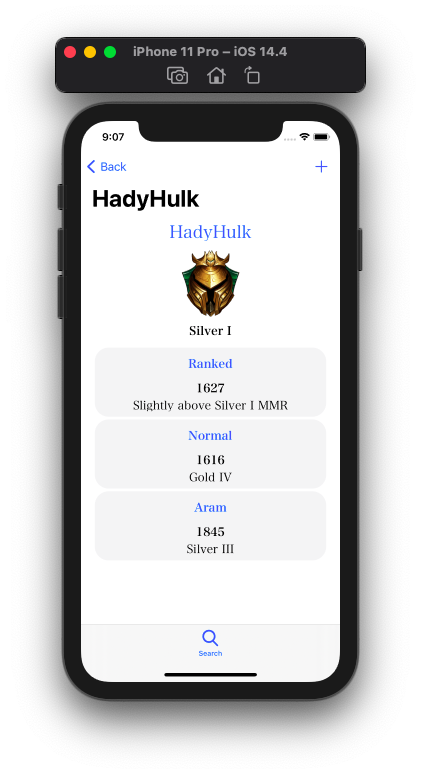 iPhone 11 Pro – iOS 14.4
9:07
Back
HadyHulk
HadyHulk
Silver I
Ranked
1627
Slightly above Silver I MMR
Normal
1616
Gold IV
Aram
1845
Silver III
Search